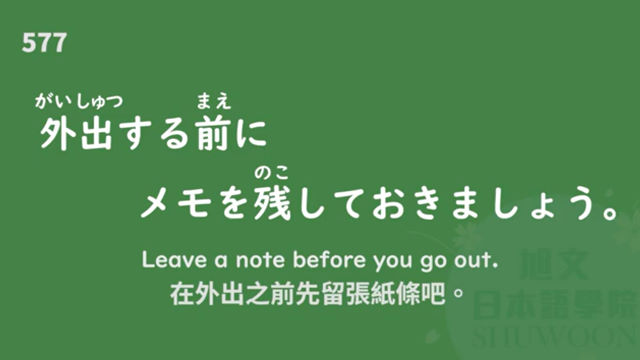 577
がいしゅつ まえ
外出する前に
のこ
メモを残しておきましょう。
Leave a note before you go out.
在外出之前先留張紙條吧。
旭文
日本語學院
SHUWOON